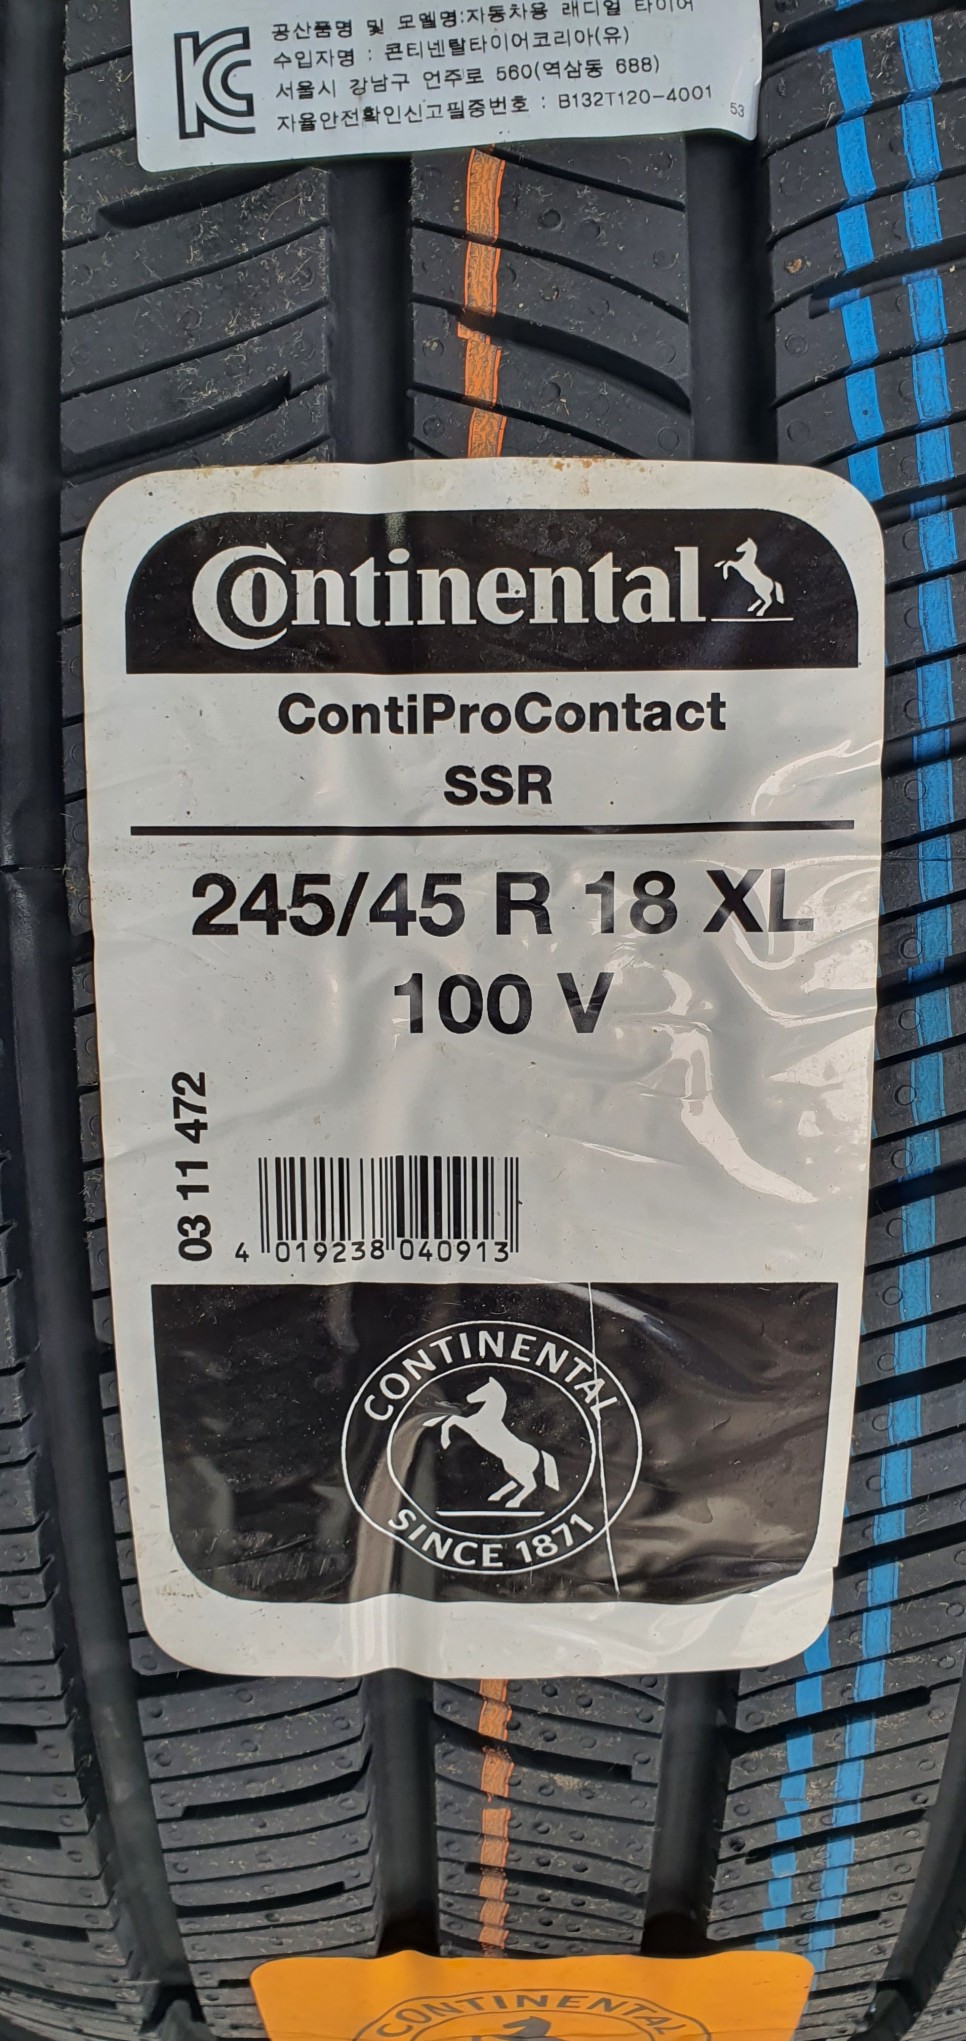 공산품명 및 모델명:자동차용 래디얼 타이어
수입자명 : 콘티넨탈타이어코리아(유)
서울시 강남구 언주로 560(역삼동 688)
자율안전확인신고필증번호 : B132T120-4001
53
Continental
ContiProContact
SSR
245/45 R 18 XL
100 V
03 11 472
4 019238 040913
CONTINENTAL
SINCE 1871
CONTINENTAL